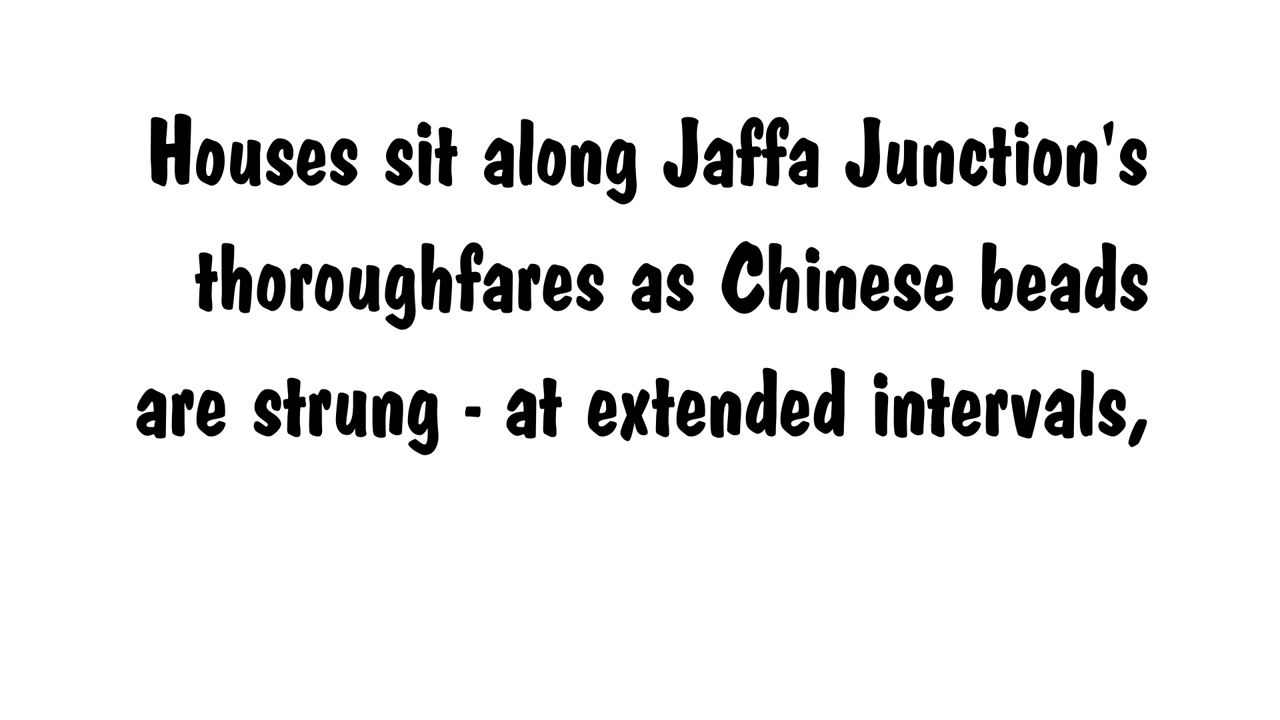 Houses sit along Jaffa Junction's
thoroughfares as Chinese beads
are strung - at extended intervals,